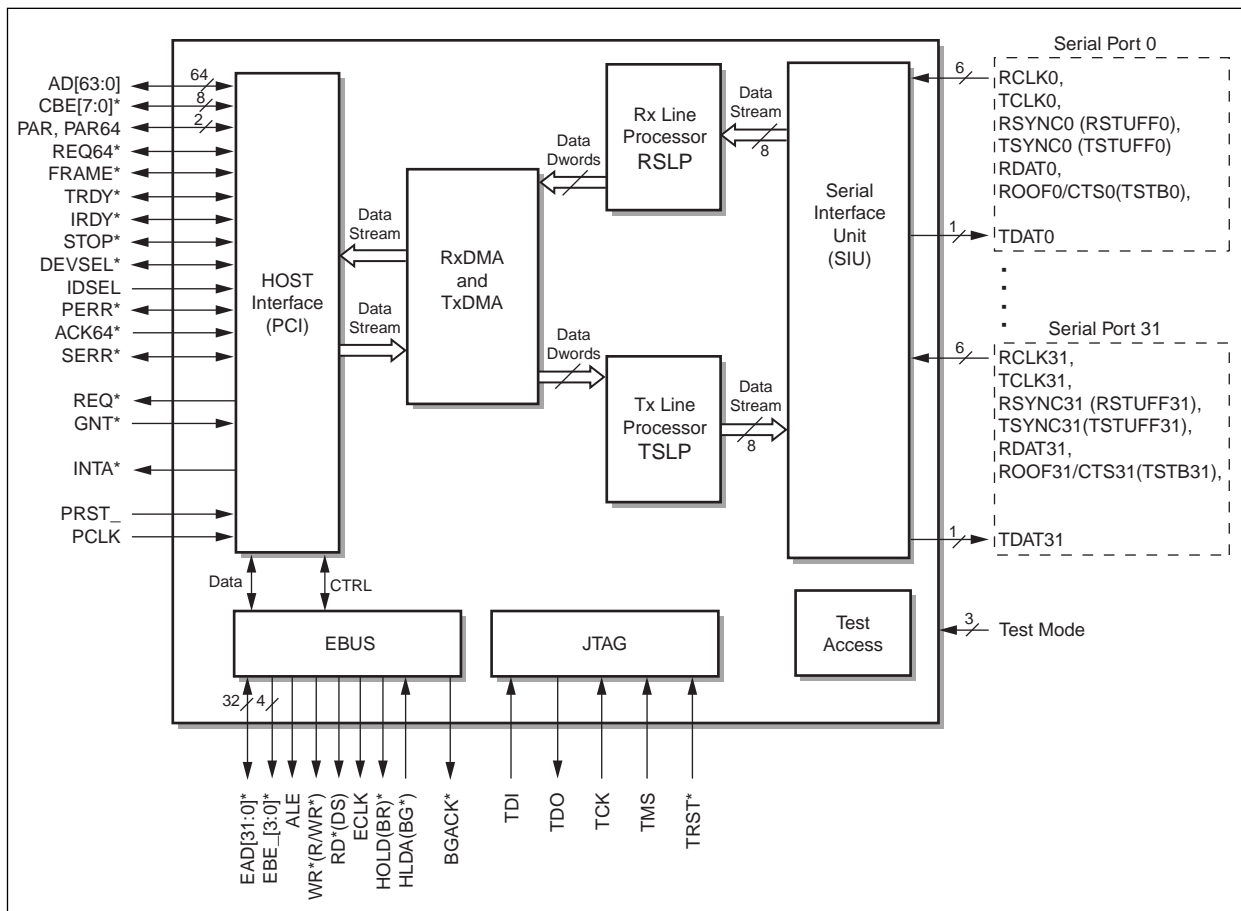 AD[63:0]
64
CBE[7:0]*
8
PAR, PAR64
2
REQ64*
FRAME*
TRDY*
IRDY*
STOP*
DEVSEL*
IDSEL
PERR*
ACK64*
SERR*
REQ*
GNT*
INTA*
PRST_
PCLK
HOST
Interface
(PCI)
Data
Stream
Data
Stream
RxDMA
and
TxDMA
Data
Dwords
Data
Dwords
Rx Line
Processor
RSLP
Tx Line
Processor
TSLP
Data
Stream
8
Data
Stream
8
Serial
Interface
Unit
(SIU)
Serial Port 0
6
RCLK0,
TCLK0,
RSYNC0 (RSTUFF0),
TSYNC0 (TSTUFF0)
RDAT0,
ROOF0/CTS0(TSTB0),
1
TDAT0
Serial Port 31
6
RCLK31,
TCLK31,
RSYNC31 (RSTUFF31),
TSYNC31(TSTUFF31),
RDAT31,
ROOF31/CTS31(TSTB31),
1
TDAT31
Data
CTRL
EBUS
JTAG
Test
Access
3
Test Mode
32
4
EAD[31:0]*
EBE_[3:0]*
ALE
WR*(R/WR*)
RD*(DS)
ECLK
HOLD(BR)*
HLDA(BG*)
BGACK*
TDI
TDO
TCK
TMS
TRST*